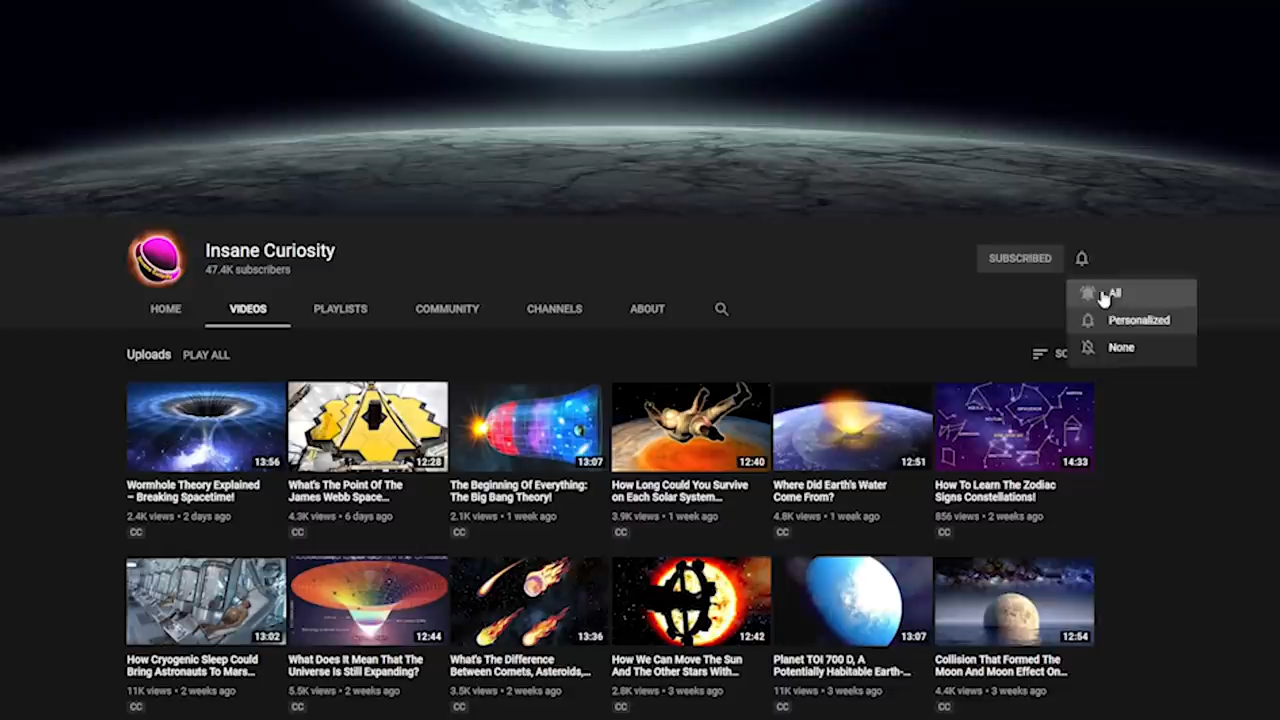 Insane Curiosity
47.4K subscribers
SUBSCRIBED
All
Personalized
None
HOME
VIDEOS
PLAYLISTS
COMMUNITY
CHANNELS
ABOUT
Uploads
PLAY ALL
13:56
12:28
13:07
12:40
12:51
14:33
Wormhole Theory Explained
– Breaking Spacetime!
2.4K views • 2 days ago
CC
What's The Point Of The
James Webb Space...
4.3K views • 6 days ago
CC
The Beginning Of Everything:
The Big Bang Theory!
2.1K views • 1 week ago
CC
How Long Could You Survive
on Each Solar System...
3.9K views • 1 week ago
CC
Where Did Earth's Water
Come From?
4.8K views • 1 week ago
CC
How To Learn The Zodiac
Signs Constellations!
856 views • 2 weeks ago
CC
13:02
12:44
13:36
12:42
13:07
12:54
How Cryogenic Sleep Could
Bring Astronauts To Mars...
11K views • 2 weeks ago
CC
What Does It Mean That The
Universe Is Still Expanding?
5.5K views • 2 weeks ago
CC
What's The Difference
Between Comets, Asteroids,...
3.5K views • 2 weeks ago
CC
How We Can Move The Sun
And The Other Stars With...
2.8K views • 3 weeks ago
CC
Planet TOI 700 D, A
Potentially Habitable Earth-...
11K views • 3 weeks ago
CC
Collision That Formed The
Moon And Moon Effect On...
4.4K views • 3 weeks ago
CC